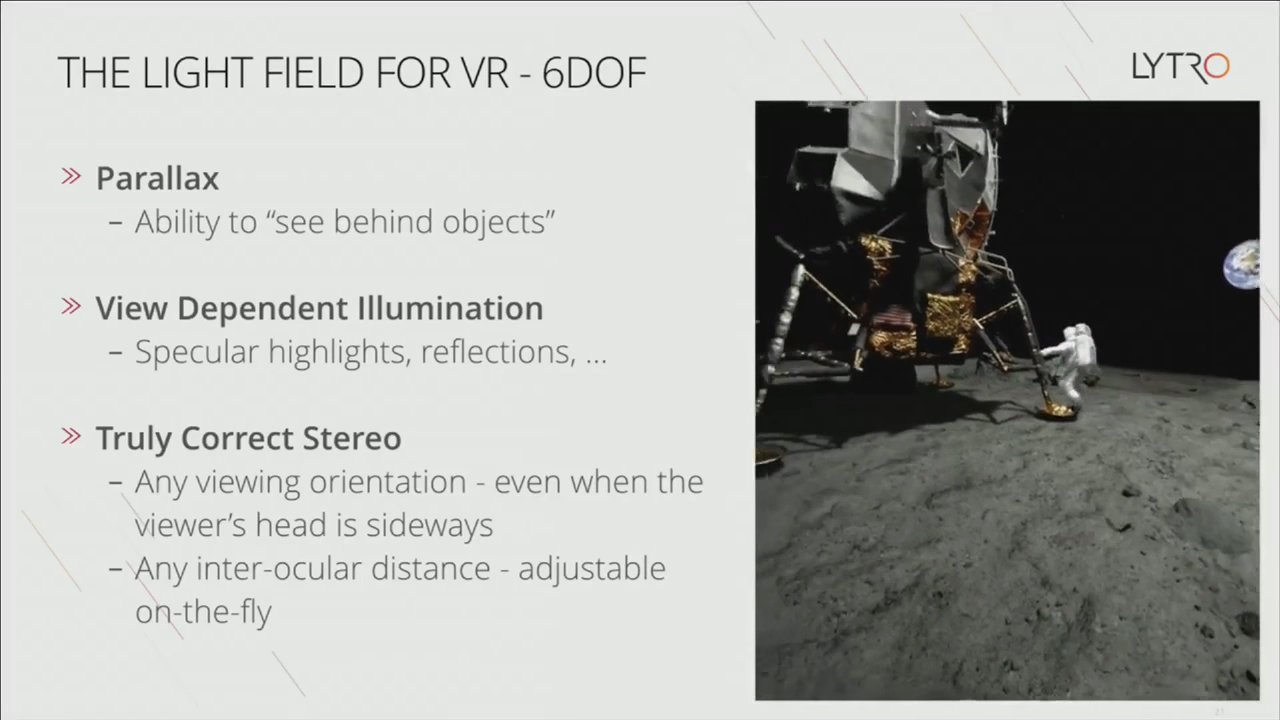 THE LIGHT FIELD FOR VR - 6DOF
LYTRO
» Parallax
– Ability to “see behind objects”
» View Dependent Illumination
– Specular highlights, reflections, ...
» Truly Correct Stereo
– Any viewing orientation - even when the
viewer’s head is sideways
– Any inter-ocular distance - adjustable
on-the-fly